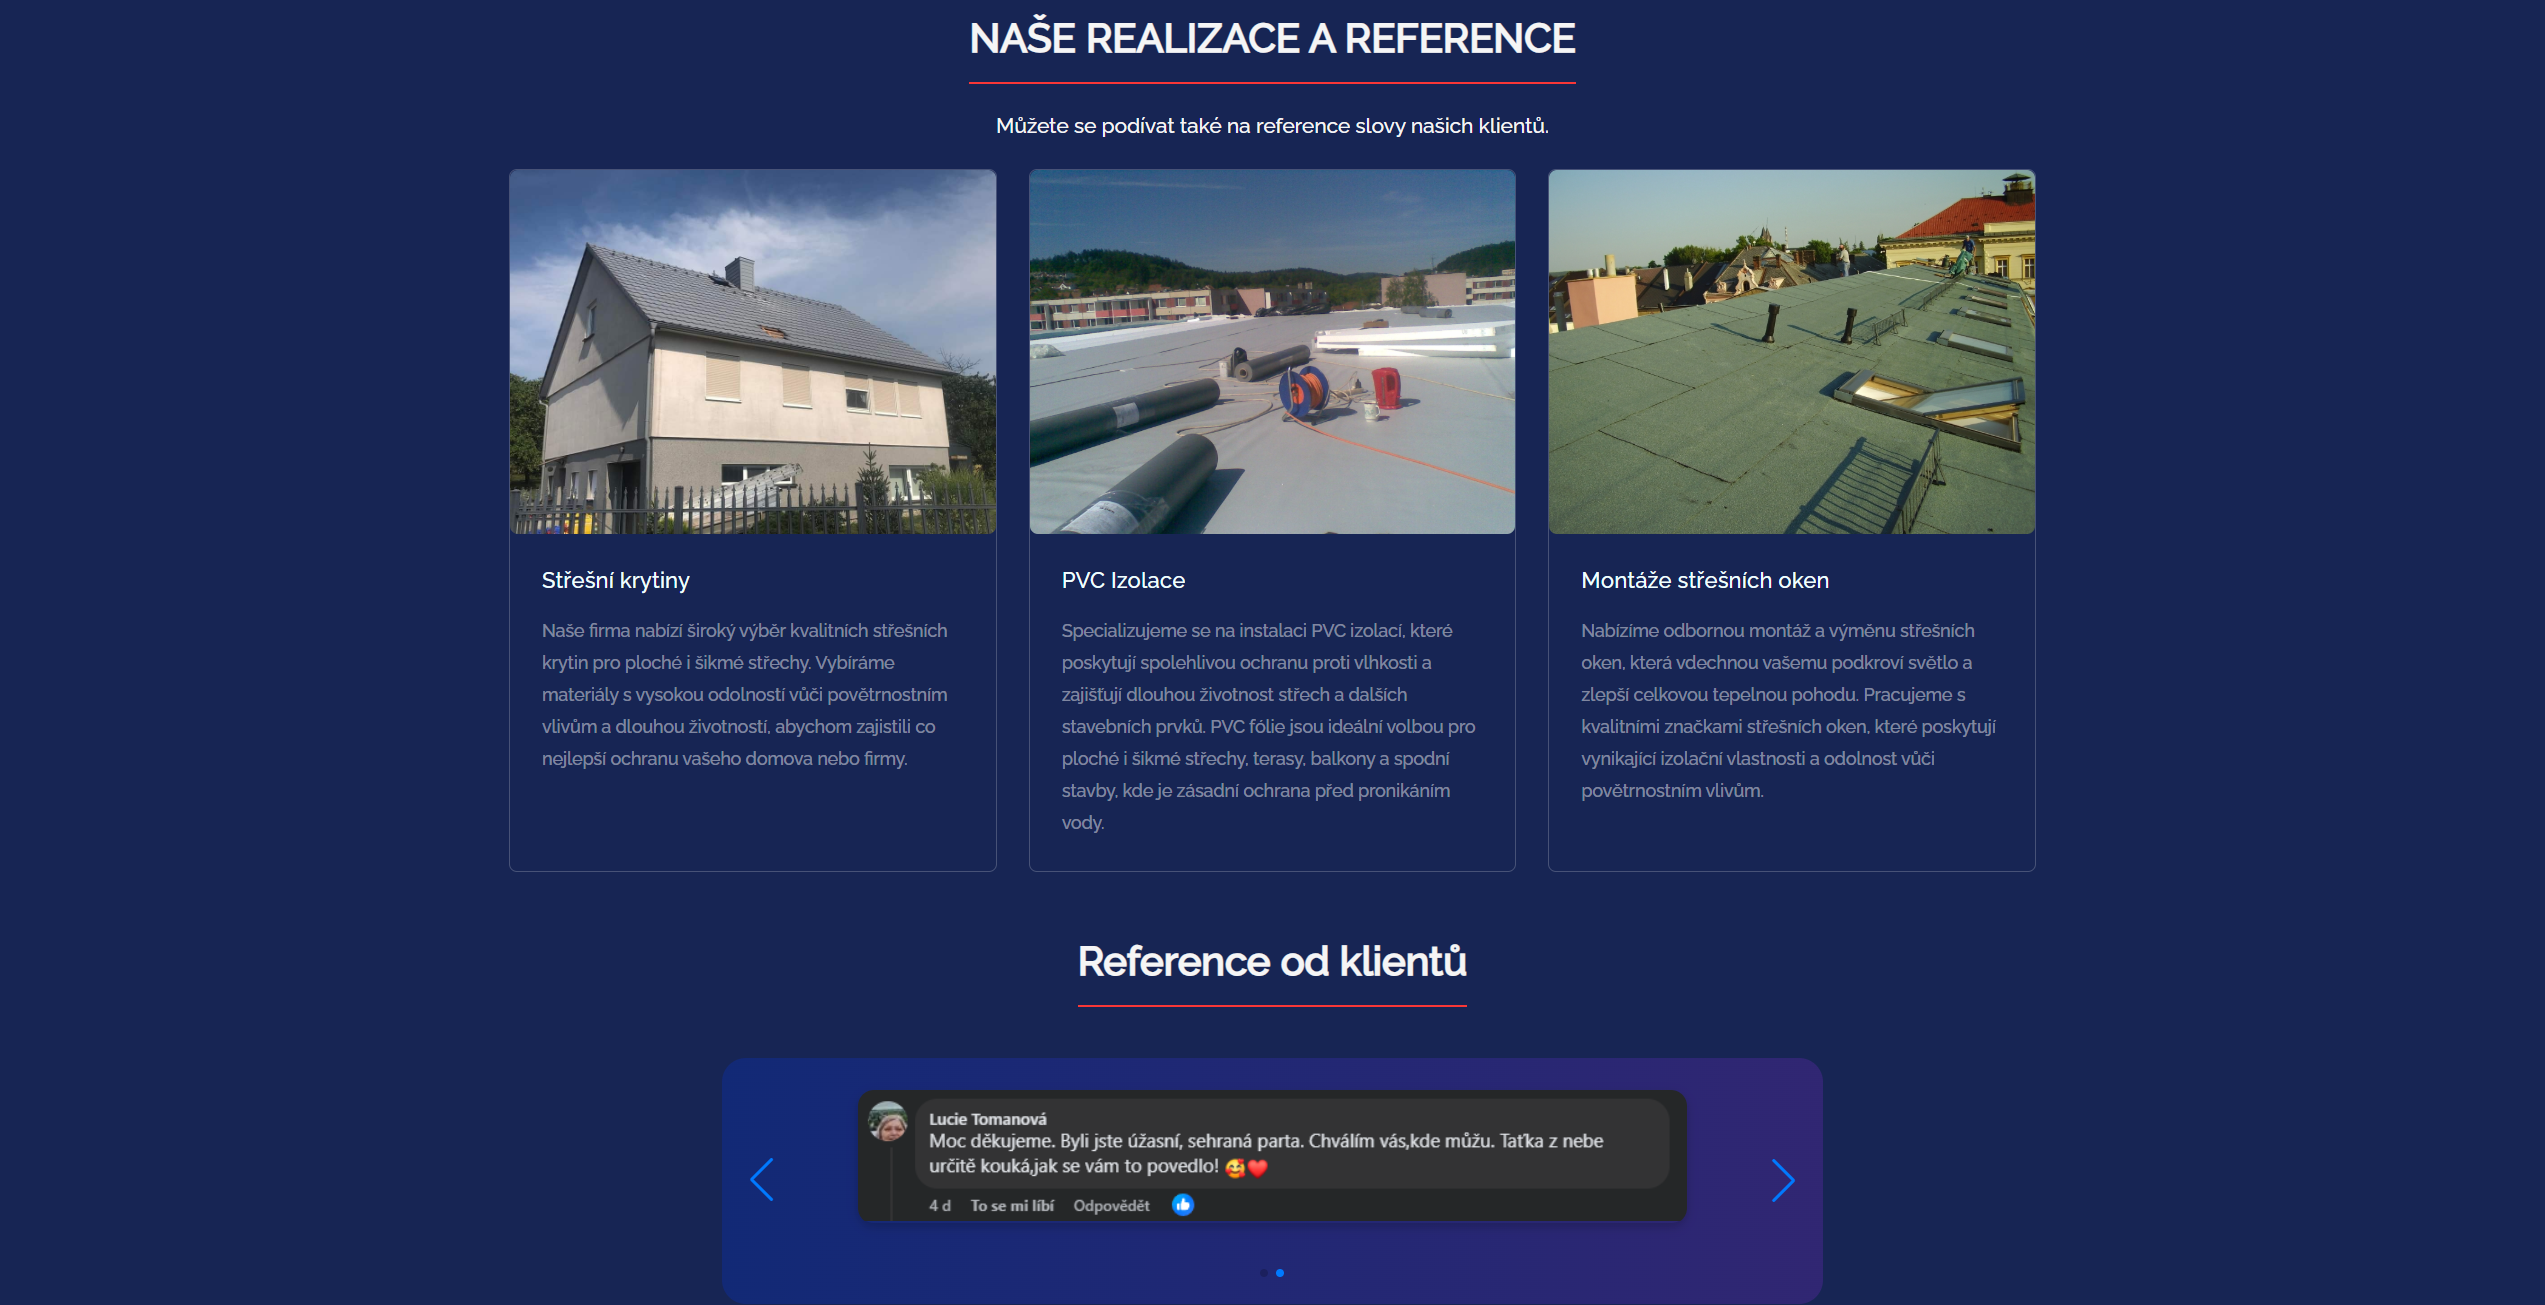 NAŠE REALIZACE A REFERENCE
Můžete se podívat také na reference slovy našich klientů.
Střešní krytiny
Naše firma nabízí široký výběr kvalitních střešních
krytin pro ploché i šikmé střechy. Vybíráme
materiály s vysokou odolností vůči povětrnostním
vlivům a dlouhou životností, abychom zajistili co
nejlepší ochranu vašeho domova nebo firmy.
PVC Izolace
Specializujeme se na instalaci PVC izolací, které
poskytují spolehlivou ochranu proti vlhkosti a
zajišťují dlouhou životnost střech a dalších
stavebních prvků. PVC fólie jsou ideální volbou pro
ploché i šikmé střechy, terasy, balkony a spodní
stavby, kde je zásadní ochrana před pronikáním
vody.
Montáže střešních oken
Nabízíme odbornou montáž a výměnu střešních
oken, která vdechnou vašemu podkroví světlo a
zlepší celkovou tepelnou pohodu. Pracujeme s
kvalitními značkami střešních oken, které poskytují
vynikající izolační vlastnosti a odolnost vůči
povětrnostním vlivům.
Reference od klientů
Lucie Tomanová
Moc děkujeme. Byli jste úžasní, sehraná parta. Chválím vás,kde můžu. Taťka z nebe
určitě kouká,jak se vám to povedlo! 🥰❤️
4 d To se mi líbí Odpovědět